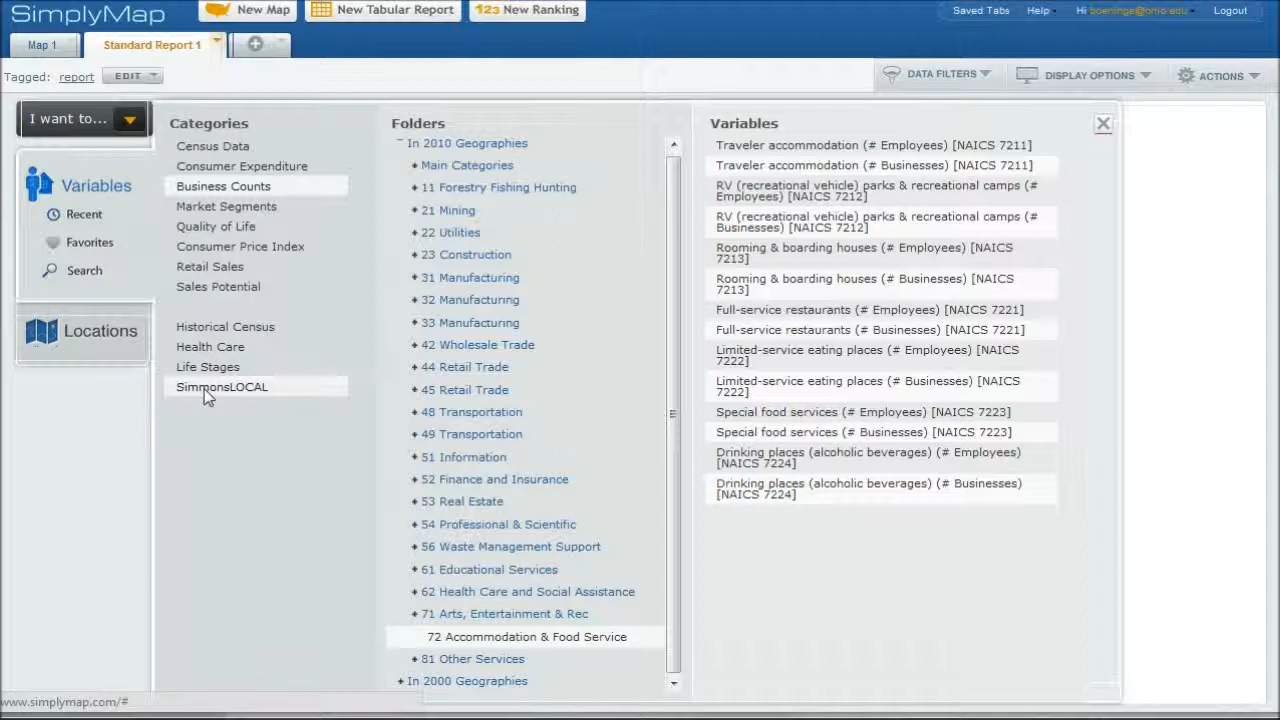 SimplyMap
New Map
New Tabular Report
123 New Ranking
Saved Tabs
Help
Hi boeninge@ohio.edu
Logout
Map 1
Standard Report 1
Tagged: report
EDIT
DATA FILTERS
DISPLAY OPTIONS
ACTIONS
I want to...
Variables
Recent
Favorites
Search
Locations
Categories
Census Data
Consumer Expenditure
Business Counts
Market Segments
Quality of Life
Consumer Price Index
Retail Sales
Sales Potential
Historical Census
Health Care
Life Stages
SimmonsLOCAL
Folders
In 2010 Geographies
Main Categories
11 Forestry Fishing Hunting
21 Mining
22 Utilities
23 Construction
31 Manufacturing
32 Manufacturing
33 Manufacturing
42 Wholesale Trade
44 Retail Trade
45 Retail Trade
48 Transportation
49 Transportation
51 Information
52 Finance and Insurance
53 Real Estate
54 Professional & Scientific
56 Waste Management Support
61 Educational Services
62 Health Care and Social Assistance
71 Arts, Entertainment & Rec
72 Accommodation & Food Service
81 Other Services
In 2000 Geographies
Variables
Traveler accommodation (# Employees) [NAICS 7211]
Traveler accommodation (# Businesses) [NAICS 7211]
RV (recreational vehicle) parks & recreational camps (#
Employees) [NAICS 7212]
RV (recreational vehicle) parks & recreational camps (#
Businesses) [NAICS 7212]
Rooming & boarding houses (# Employees) [NAICS
7213]
Rooming & boarding houses (# Businesses) [NAICS
7213]
Full-service restaurants (# Employees) [NAICS 7221]
Full-service restaurants (# Businesses) [NAICS 7221]
Limited-service eating places (# Employees) [NAICS
7222]
Limited-service eating places (# Businesses) [NAICS
7222]
Special food services (# Employees) [NAICS 7223]
Special food services (# Businesses) [NAICS 7223]
Drinking places (alcoholic beverages) (# Employees)
[NAICS 7224]
Drinking places (alcoholic beverages) (# Businesses)
[NAICS 7224]
www.simplymap.com/#